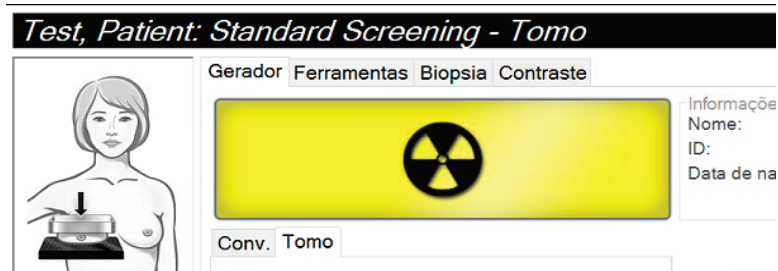 Test, Patient: Standard Screening - Tomo
Gerador Ferramentas Biopsia Contraste
Informaçõe
Nome:
ID:
Data de na
Conv. Tomo